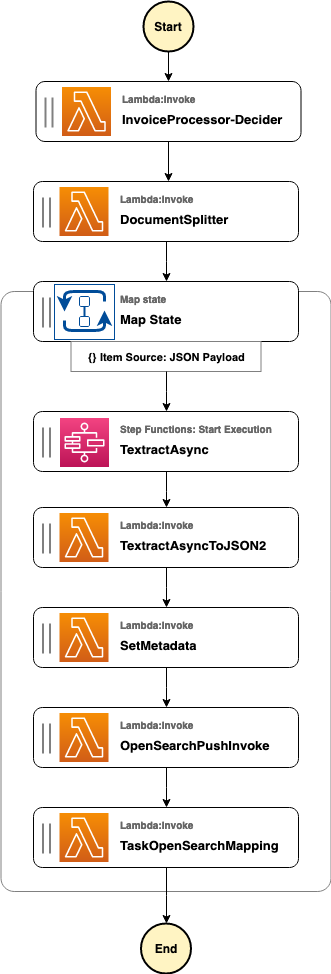 Start
Lambda:Invoke
InvoiceProcessor-Decider
Lambda:Invoke
DocumentSplitter
Map state
Map State
{} Item Source: JSON Payload
Step Functions: Start Execution
TextractAsync
Lambda:Invoke
TextractAsyncToJSON2
Lambda:Invoke
SetMetadata
Lambda:Invoke
OpenSearchPushInvoke
Lambda:Invoke
TaskOpenSearchMapping
End